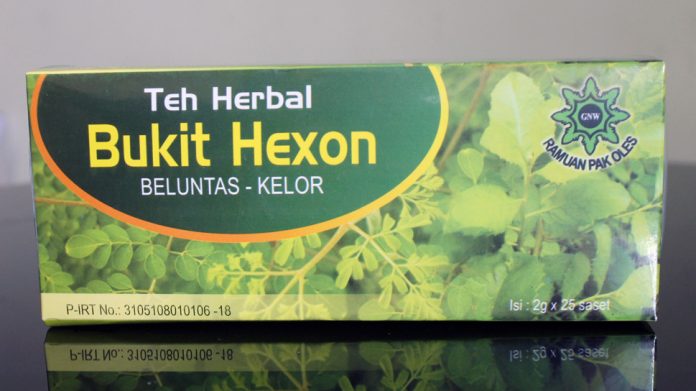 Teh Herbal
Bukit Hexon
BELUNTAS - KELOR
GNW
RAMUAN PAK OLES
P-IRT No.: 3105108010106 -18
Isi : 2g x 25 saset